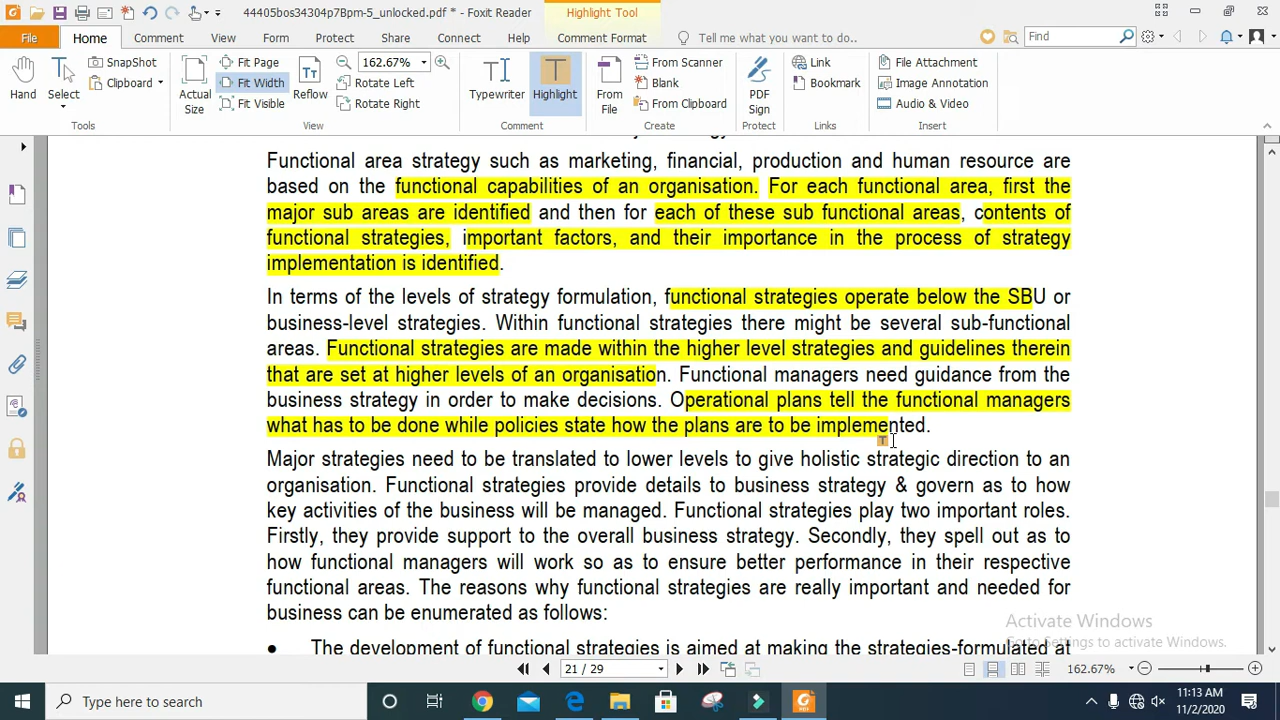 44405bos34304p7Bpm-5_unlocked.pdf * - Foxit Reader
Highlight Tool
File Home Comment View Form Protect Share Connect Help Comment Format Tell me what you want to do.. Find
Hand
Select
SnapShot
Clipboard
Tools
Actual Size
Fit Page
Fit Width
Fit Visible
Reflow
162.67%
Rotate Left
Rotate Right
View
Typewriter
Highlight
Comment
From File
From Scanner
Blank
From Clipboard
Create
PDF Sign
Protect
Link
Bookmark
Links
File Attachment
Image Annotation
Audio & Video
Insert
Functional area strategy such as marketing, financial, production and human resource are
based on the functional capabilities of an organisation. For each functional area, first the
major sub areas are identified and then for each of these sub functional areas, contents of
functional strategies, important factors, and their importance in the process of strategy
implementation is identified.
In terms of the levels of strategy formulation, functional strategies operate below the SBU or
business-level strategies. Within functional strategies there might be several sub-functional
areas. Functional strategies are made within the higher level strategies and guidelines therein
that are set at higher levels of an organisation. Functional managers need guidance from the
business strategy in order to make decisions. Operational plans tell the functional managers
what has to be done while policies state how the plans are to be implemented.
Major strategies need to be translated to lower levels to give holistic strategic direction to an
organisation. Functional strategies provide details to business strategy & govern as to how
key activities of the business will be managed. Functional strategies play two important roles.
Firstly, they provide support to the overall business strategy. Secondly, they spell out as to
how functional managers will work so as to ensure better performance in their respective
functional areas. The reasons why functional strategies are really important and needed for
business can be enumerated as follows:
• The development of functional strategies is aimed at making the strategies-formulated at
Activate Windows
Go to Settings to activate Windows.
21 / 29
162.67%
Type here to search
11:13 AM
11/2/2020